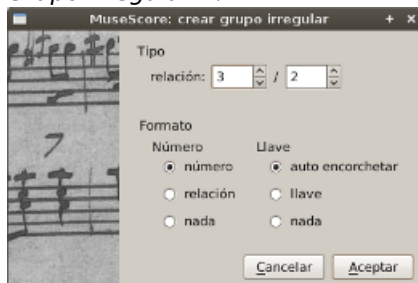 MuseScore: crear grupo irregular
Tipo
relación: 3 / 2
Formato
Número Llave
número auto encorchetar
relación llave
nada nada
Cancelar Aceptar
7